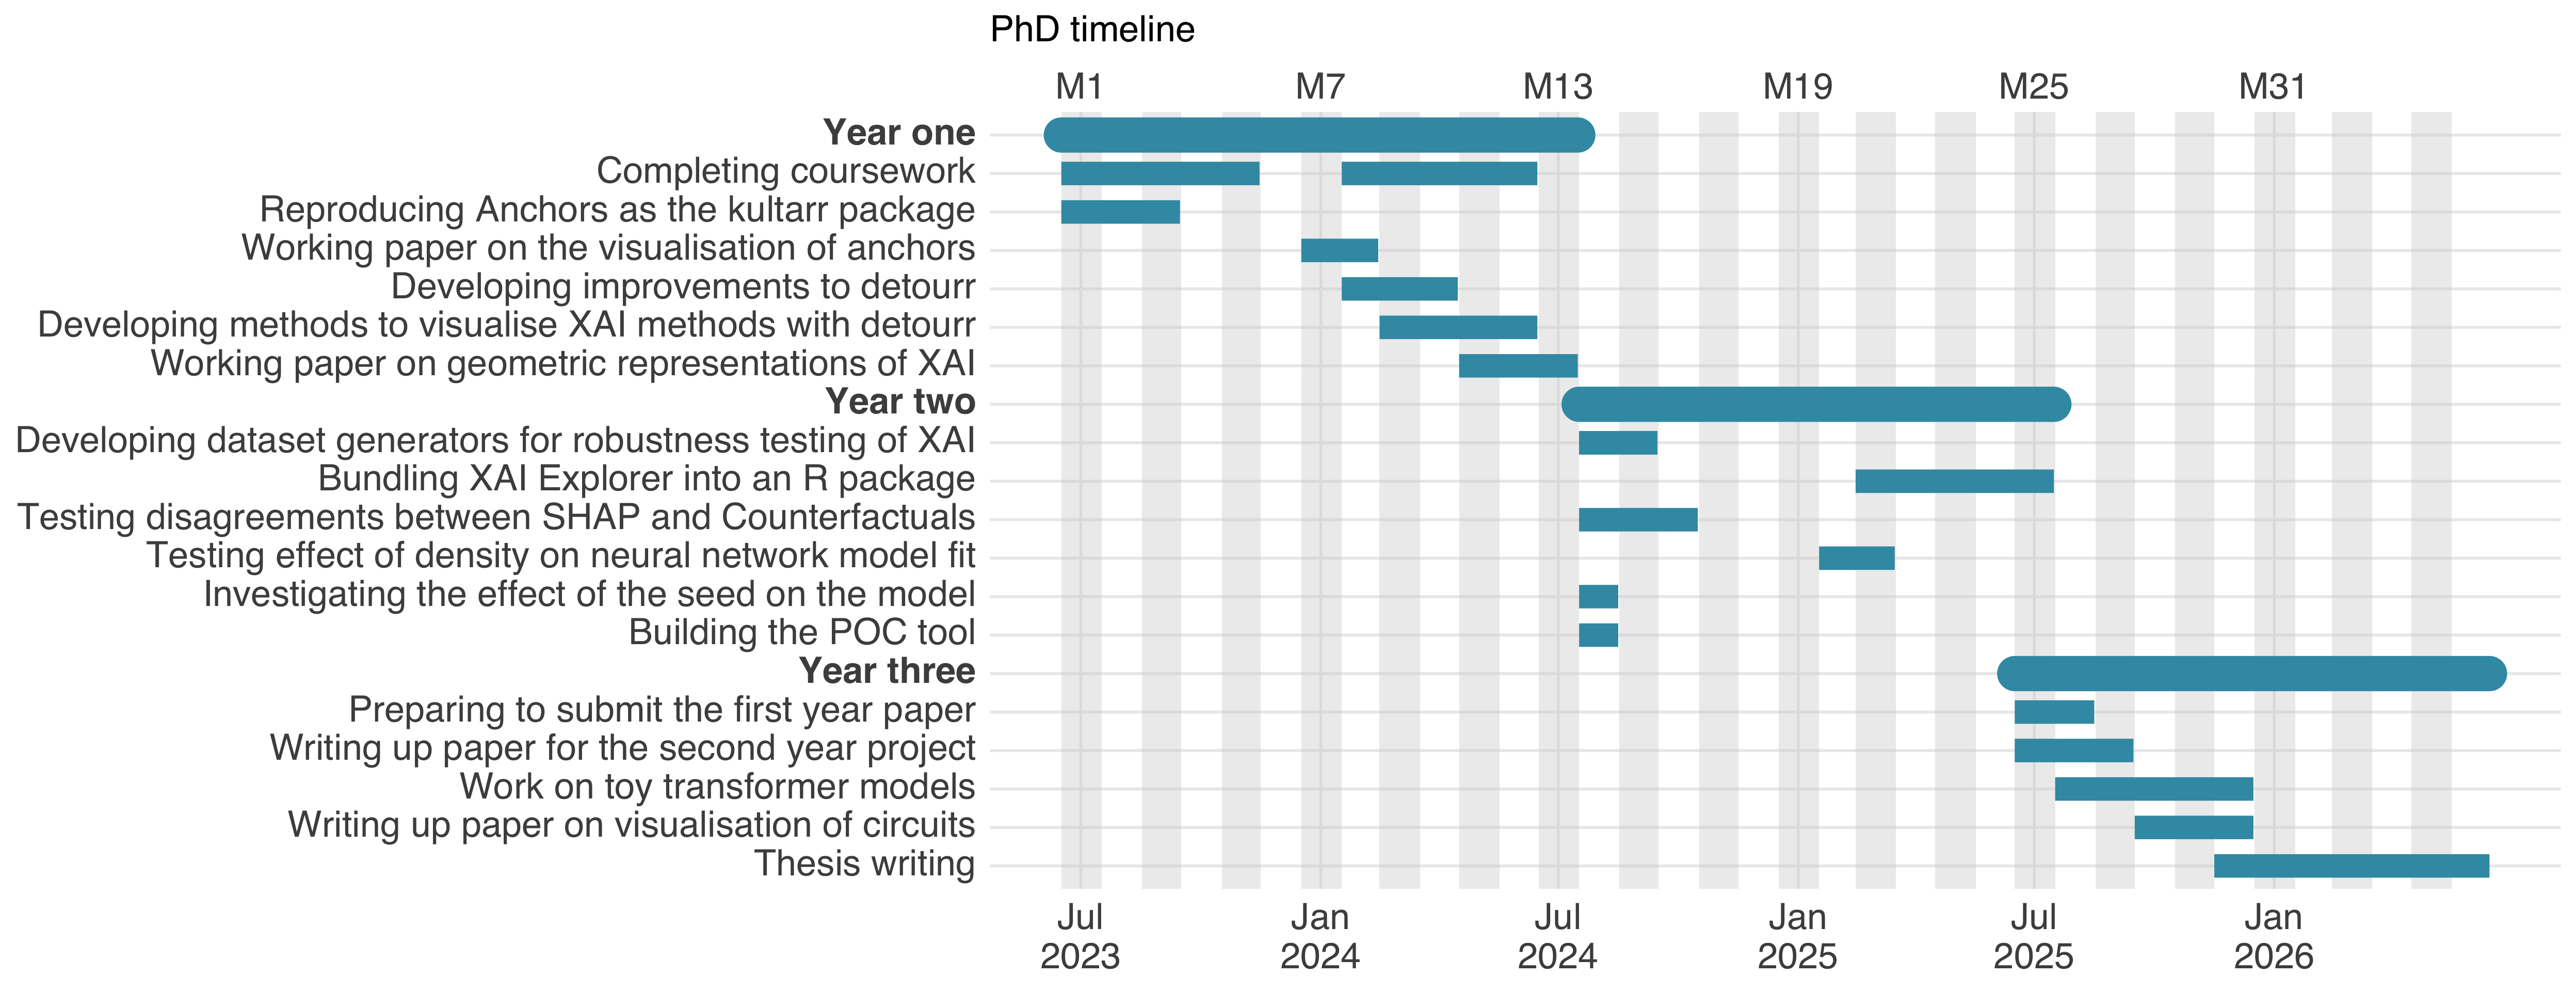 PhD timeline
M1 M7 M13 M19 M25 M31
Year one
Completing coursework
Reproducing Anchors as the kultarr package
Working paper on the visualisation of anchors
Developing improvements to detourr
Developing methods to visualise XAI methods with detourr
Working paper on geometric representations of XAI
Year two
Developing dataset generators for robustness testing of XAI
Bundling XAI Explorer into an R package
Testing disagreements between SHAP and Counterfactuals
Testing effect of density on neural network model fit
Investigating the effect of the seed on the model
Building the POC tool
Year three
Preparing to submit the first year paper
Writing up paper for the second year project
Work on toy transformer models
Writing up paper on visualisation of circuits
Thesis writing
Jul Jan Jul Jan Jul Jan
2023 2024 2024 2025 2025 2026